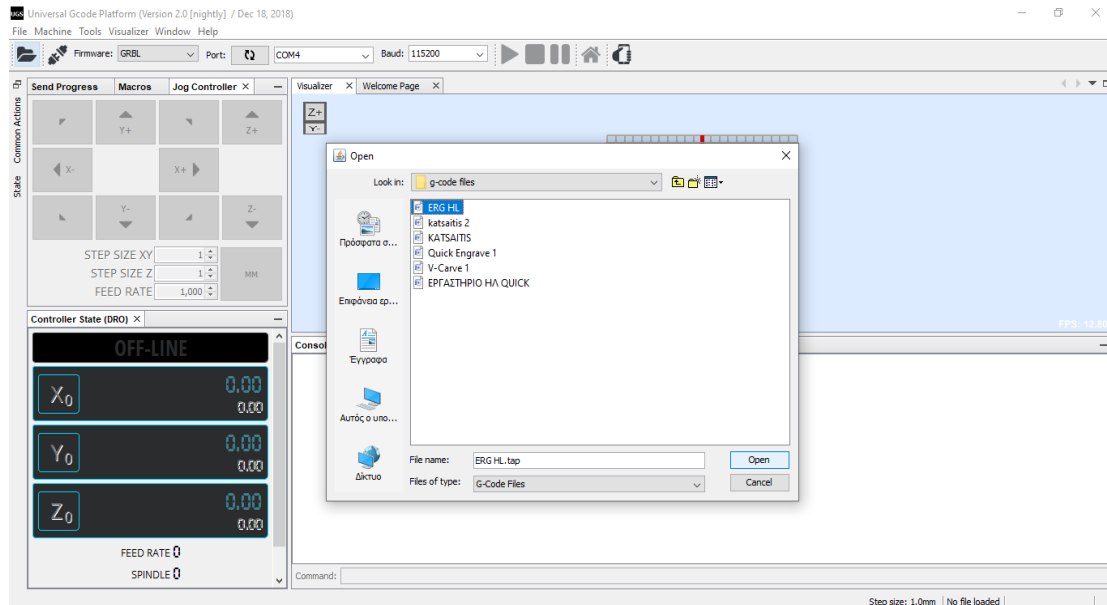 UGS Universal Gcode Platform (Version 2.0 [nightly] / Dec 18, 2018)
File Machine Tools Visualizer Window Help
Firmware: GRBL Port: COM4 Baud: 115200
Send Progress Macros Jog Controller
Visualizer Welcome Page
Common Actions
State
Y+
Z+
X-
X+
Y-
Z-
STEP SIZE XY 1
STEP SIZE Z 1
FEED RATE 1,000
MM
Z+
Y-
Open
Look in: g-code files
Πρόσφατα σ...
Επιφάνεια ερ...
Έγγραφα
Αυτός ο υπο...
Δίκτυο
ERG HL
katsaitis 2
KATSAITIS
Quick Engrave 1
V-Carve 1
ΕΡΓΑΣΤΗΡΙΟ ΗΛ QUICK
File name: ERG HL.tap Open
Files of type: G-Code Files Cancel
FPS: 12.80
Controller State (DRO)
OFF-LINE
X0 0.00
0.00
Y0 0.00
0.00
Z0 0.00
0.00
FEED RATE 0
SPINDLE 0
Consol
Command:
Step size: 1.0mm No file loaded